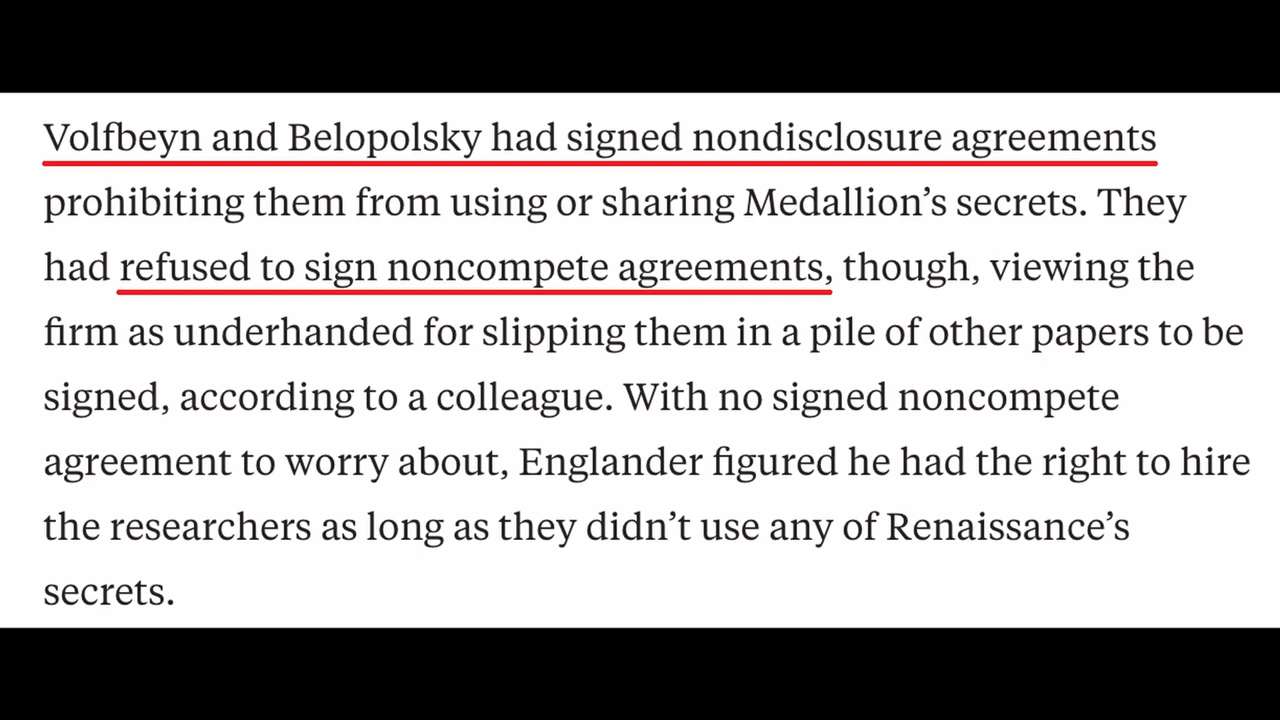 Volfbeyn and Belopolsky had signed nondisclosure agreements
prohibiting them from using or sharing Medallion’s secrets. They
had refused to sign noncompete agreements, though, viewing the
firm as underhanded for slipping them in a pile of other papers to be
signed, according to a colleague. With no signed noncompete
agreement to worry about, Englander figured he had the right to hire
the researchers as long as they didn’t use any of Renaissance’s
secrets.